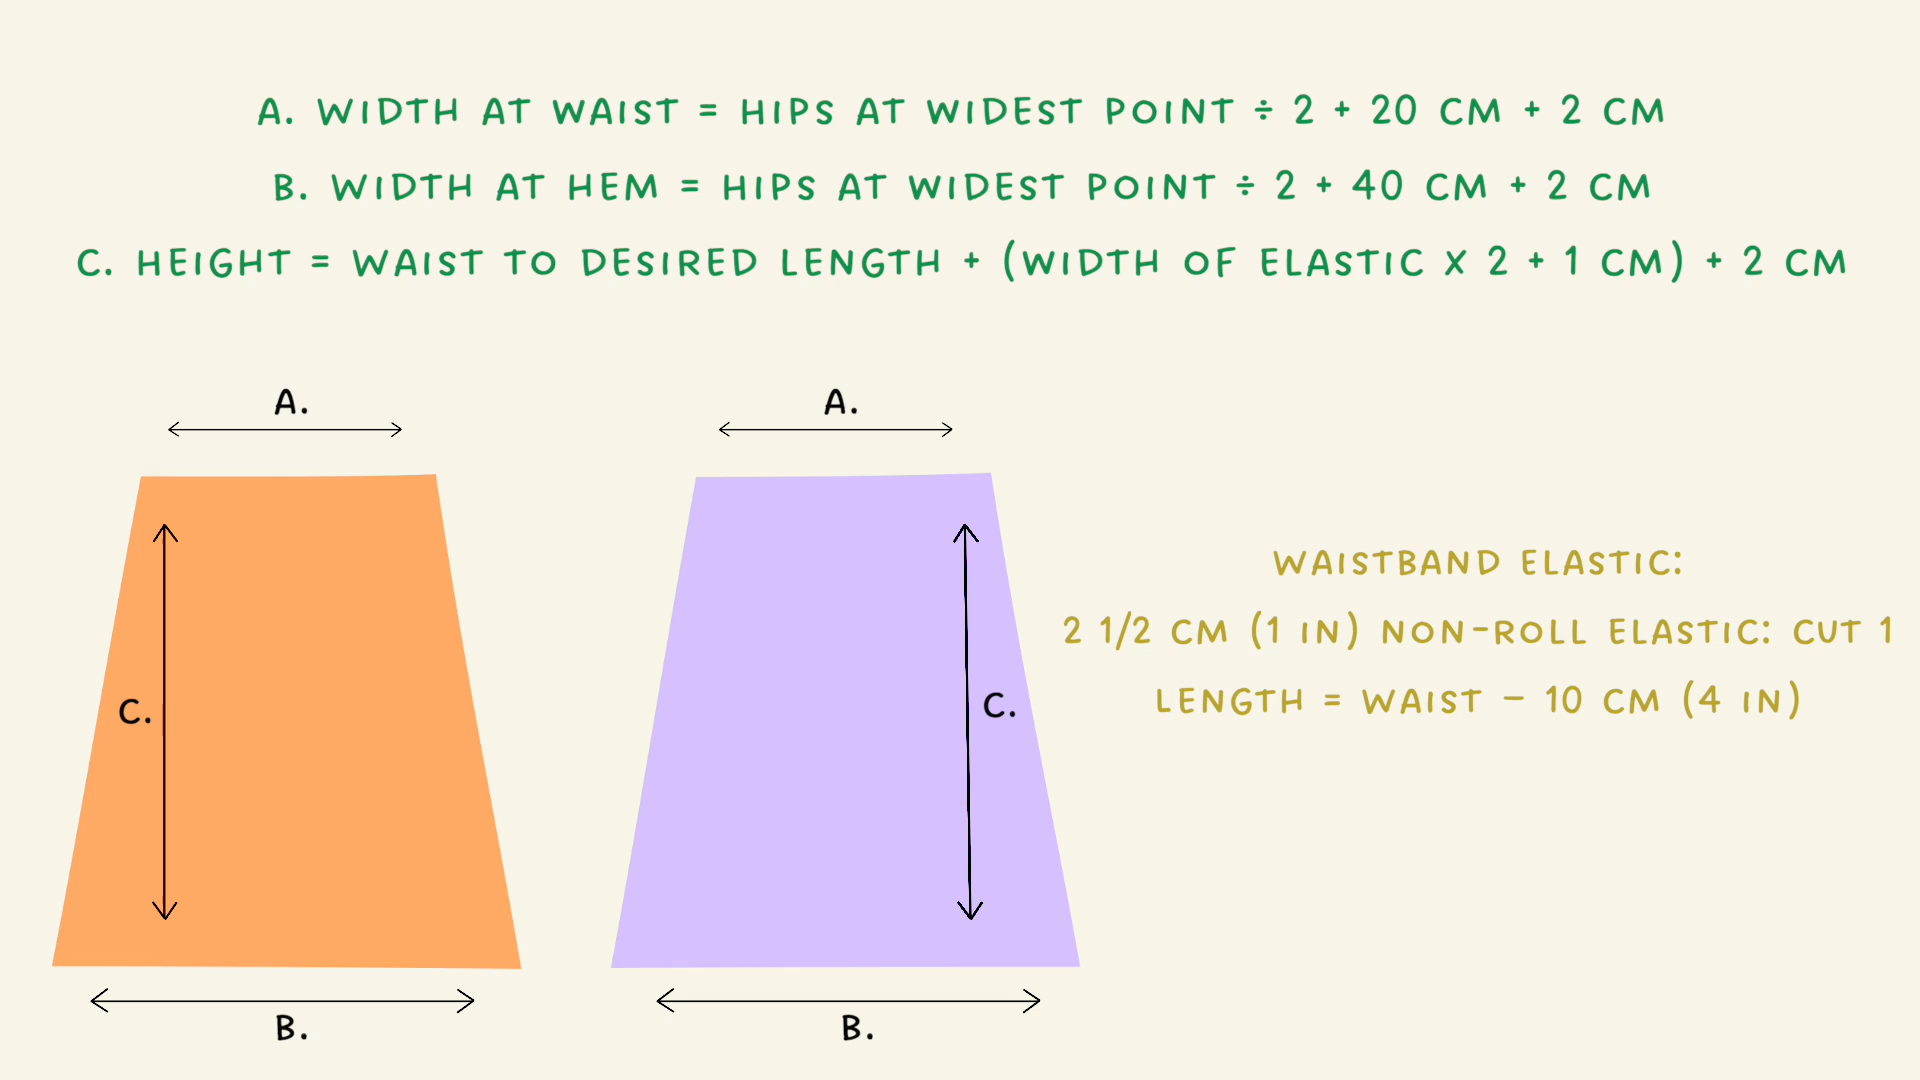 A. WIDTH AT WAIST = HIPS AT WIDEST POINT ÷ 2 + 20 CM + 2 CM
B. WIDTH AT HEM = HIPS AT WIDEST POINT ÷ 2 + 40 CM + 2 CM
C. HEIGHT = WAIST TO DESIRED LENGTH + (WIDTH OF ELASTIC X 2 + 1 CM) + 2 CM
A.
A.
C.
C.
B.
B.
WAISTBAND ELASTIC:
2 1/2 CM (1 IN) NON-ROLL ELASTIC: CUT 1
LENGTH = WAIST – 10 CM (4 IN)